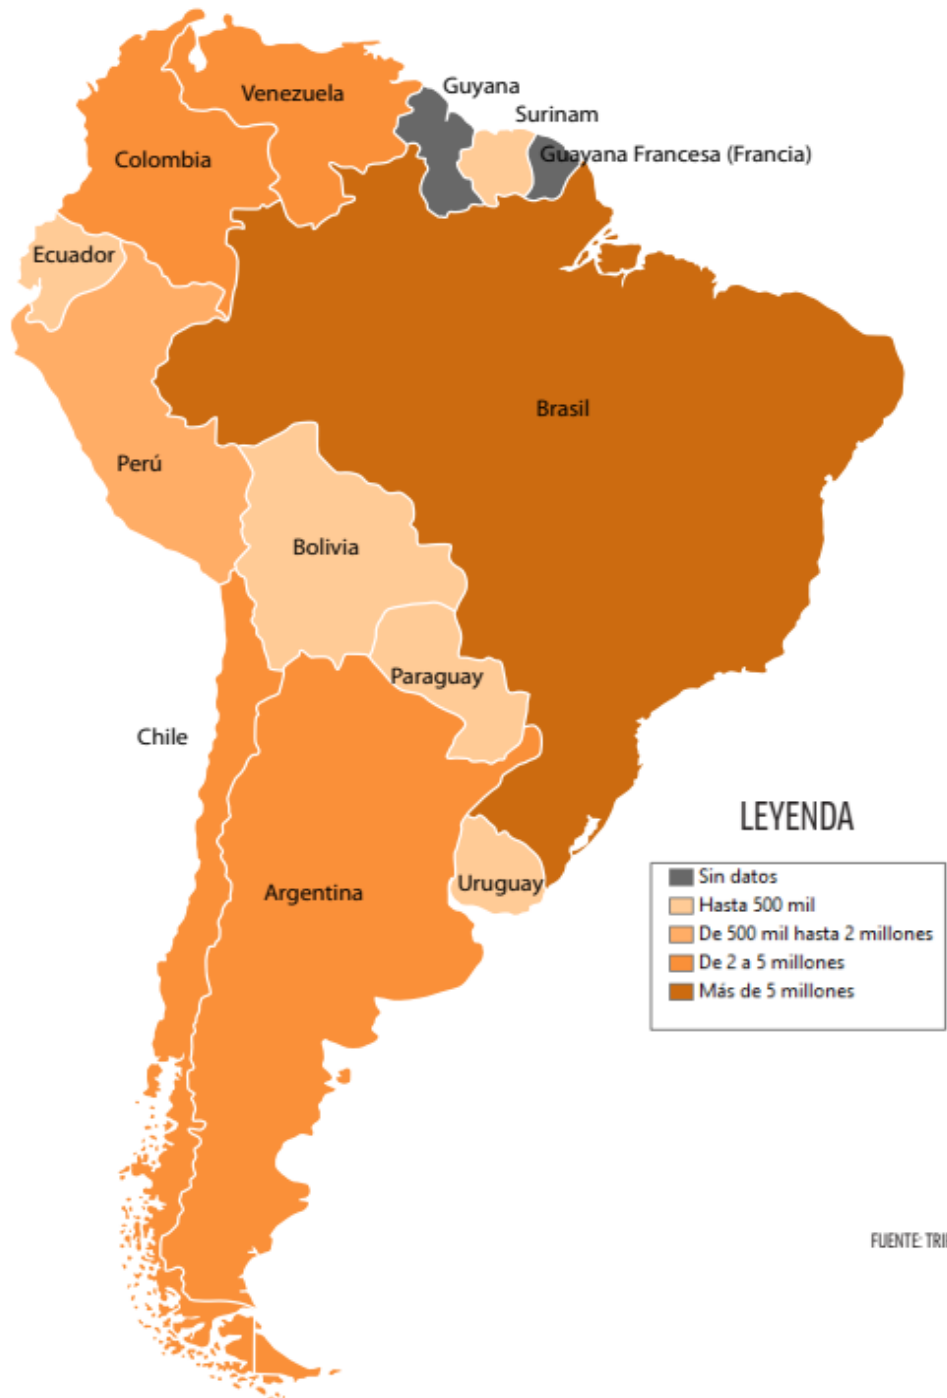 Guyana
Venezuela
Surinam
Colombia
Guayana Francesa (Francia)
Ecuador
Brasil
Perú
Bolivia
Paraguay
Chile
LEYENDA
Sin datos
Uruguay
Argentina
Hasta 500 mil
De 500 mil hasta 2 millones
De 2 a 5 millones
Más de 5 millones
FUENTE: